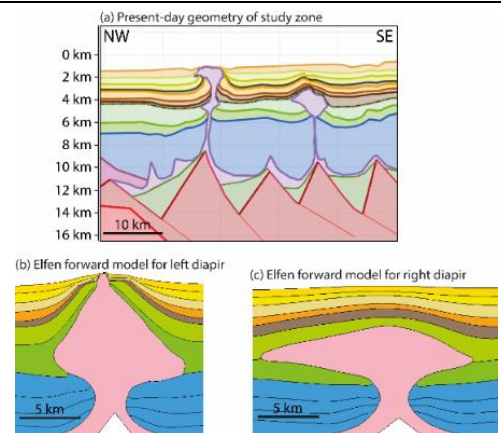 (a) Present-day geometry of study zone
NW SE
0 km
2 km
4 km
6 km
8 km
10 km
12 km
14 km
16 km
10 km
(b) Elfen forward model for left diapir
5 km
(c) Elfen forward model for right diapir
5 km